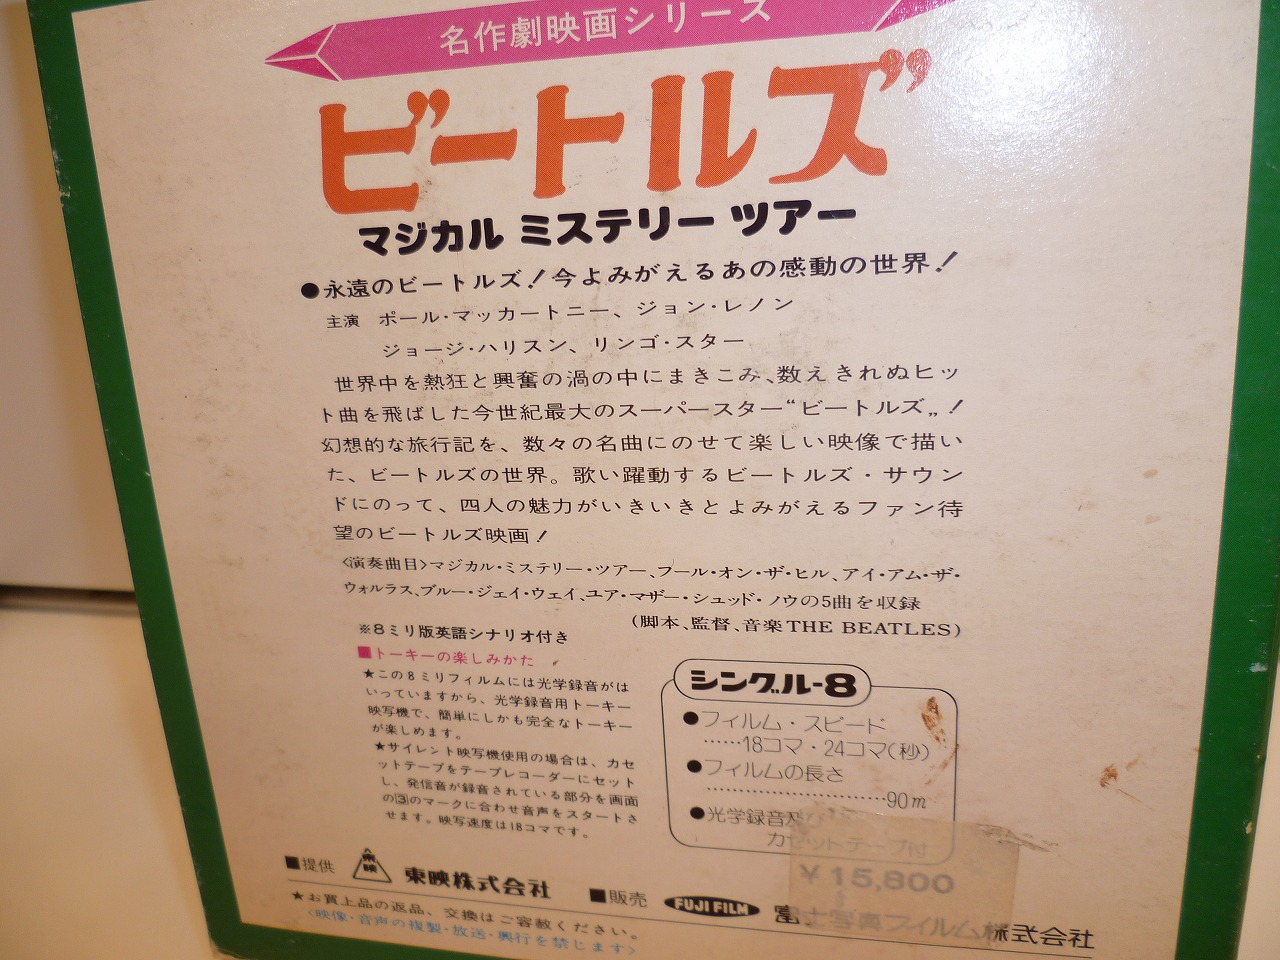 名作劇映画シリーズ
ビートルズ
マジカル ミステリー ツアー
●永遠のビートルズ！今よみがえるあの感動の世界！
主演 ポール・マッカートニー、ジョン・レノン
ジョージ・ハリスン、リンゴ・スター
世界中を熱狂と興奮の渦の中にまきこみ、数えきれぬヒッ
ト曲を飛ばした今世紀最大のスーパースター“ビートルズ„！
幻想的な旅行記を、数々の名曲にのせて楽しい映像で描い
た、ビートルズの世界。歌い躍動するビートルズ・サウン
ドにのって、四人の魅力がいきいきとよみがえるファン待
望のビートルズ映画！
〈演奏曲目〉マジカル・ミステリー・ツアー、フール・オン・ザ・ヒル、アイ・アム・ザ・
ウォルラス、ブルー・ジェイ・ウェイ、ユア・マザー・シュッド・ノウの5曲を収録
（脚本、監督、音楽THE BEATLES）
※8ミリ版英語シナリオ付き
■トーキーの楽しみかた
★この8ミリフィルムには光学録音がは
いっていますから、光学録音用トーキー
映写機で、簡単にしかも完全なトーキー
が楽しめます。
★サイレント映写機使用の場合は、カセ
ットテープをテープレコーダーにセット
し、発信音が録音されている部分を画面
の3のマークに合わせ音声をスタートさ
せます。映写速度は18コマです。
シングル-8
●フィルム・スピード
……18コマ・24コマ(秒)
●フィルムの長さ
……………………90m
●光学録音及び
カセットテープ付
￥15,800
■提供 東映 東映株式会社 ■販売 FUJI FILM 富士写真フイルム株式会社
★お買上品の返品、交換はご容赦ください。
〈映像・音声の複製・放送・興行を禁じます〉